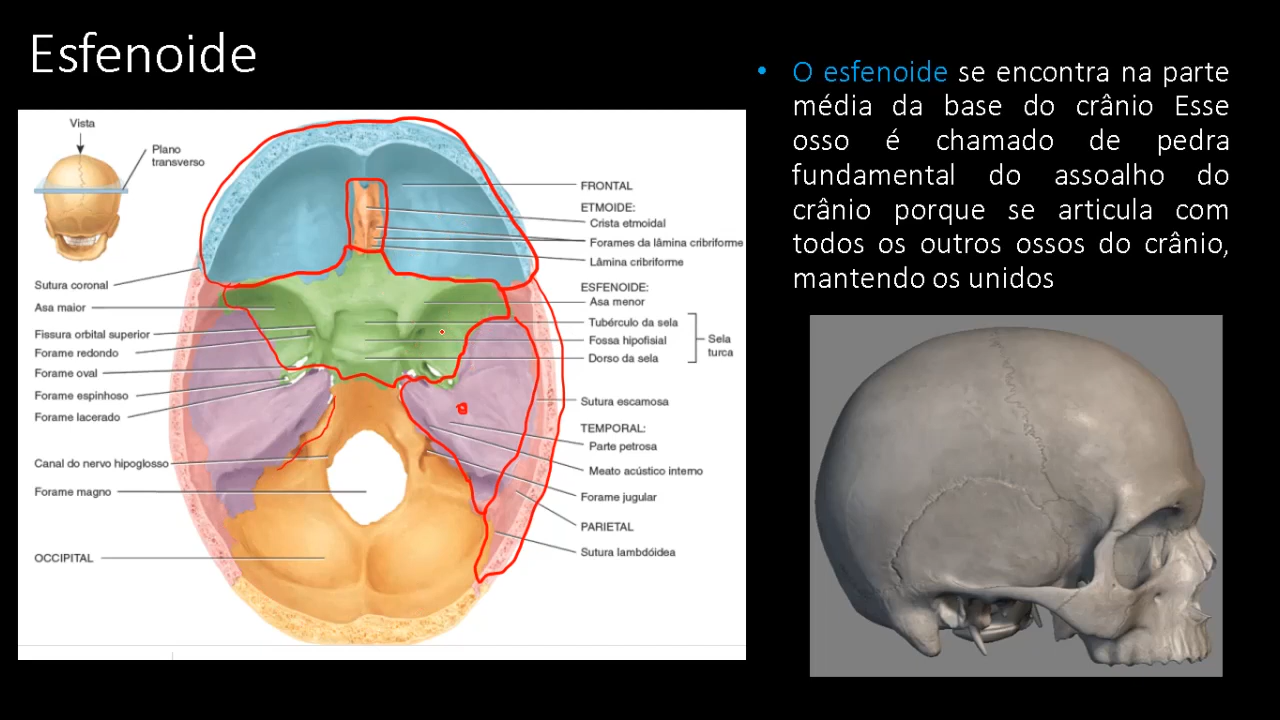 Esfenoide
Vista
Plano
transverso
Sutura coronal
Asa maior
Fissura orbital superior
Forame redondo
Forame oval
Forame espinhoso
Forame lacerado
Canal do nervo hipoglosso
Forame magno
OCCIPITAL
FRONTAL
ETMOIDE:
Crista etmoidal
Forames da lâmina cribriforme
Lâmina cribriforme
ESFENOIDE:
Asa menor
Tubérculo da sela
Fossa hipofisial
Dorso da sela
Sela
turca
Sutura escamosa
TEMPORAL:
Parte petrosa
Meato acústico interno
Forame jugular
PARIETAL
Sutura lambdóidea
• O esfenoide se encontra na parte
média da base do crânio Esse
osso é chamado de pedra
fundamental do assoalho do
crânio porque se articula com
todos os outros ossos do crânio,
mantendo os unidos